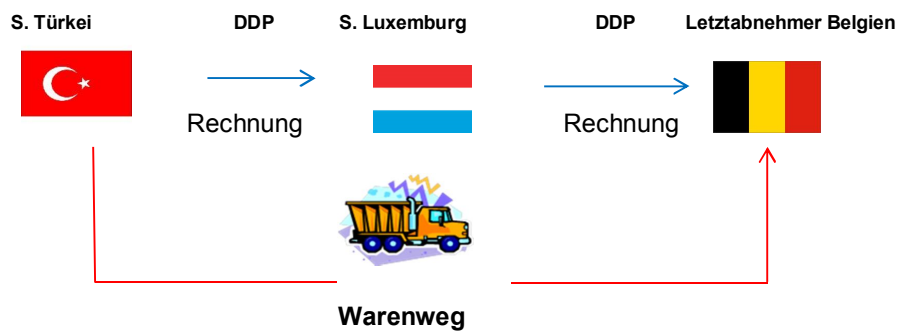 S. Türkei DDP S. Luxemburg DDP Letztabnehmer Belgien
Rechnung Rechnung
Warenweg